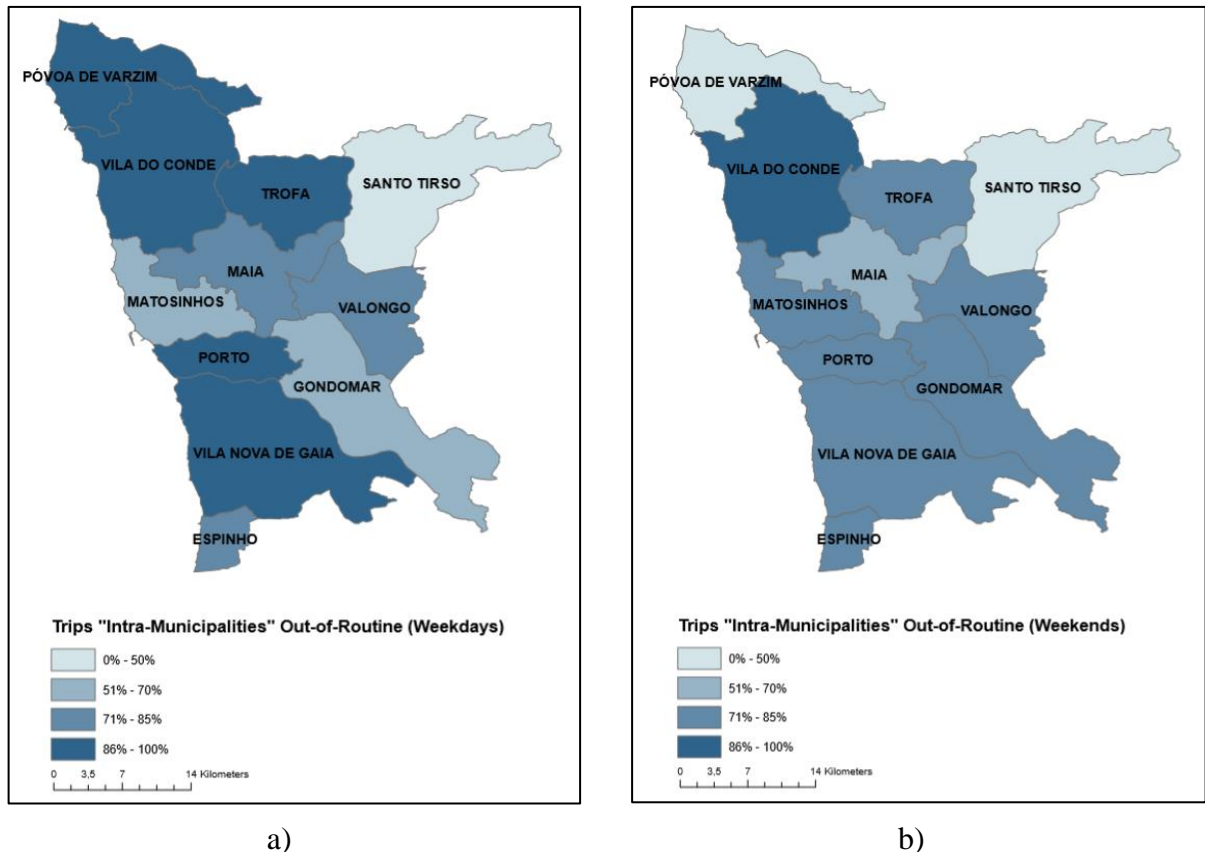 PÓVOA DE VARZIM
VILA DO CONDE
TROFA
SANTO TIRSO
MAIA
MATOSINHOS
VALONGO
PORTO
GONDOMAR
VILA NOVA DE GAIA
ESPINHO
Trips "Intra-Municipalities" Out-of-Routine (Weekdays)
0% - 50%
51% - 70%
71% - 85%
86% - 100%
0 3,5 7 14 Kilometers
a)
PÓVOA DE VARZIM
VILA DO CONDE
TROFA
SANTO TIRSO
MAIA
MATOSINHOS
VALONGO
PORTO
GONDOMAR
VILA NOVA DE GAIA
ESPINHO
Trips "Intra-Municipalities" Out-of-Routine (Weekends)
0% - 50%
51% - 70%
71% - 85%
86% - 100%
0 3,5 7 14 Kilometers
b)